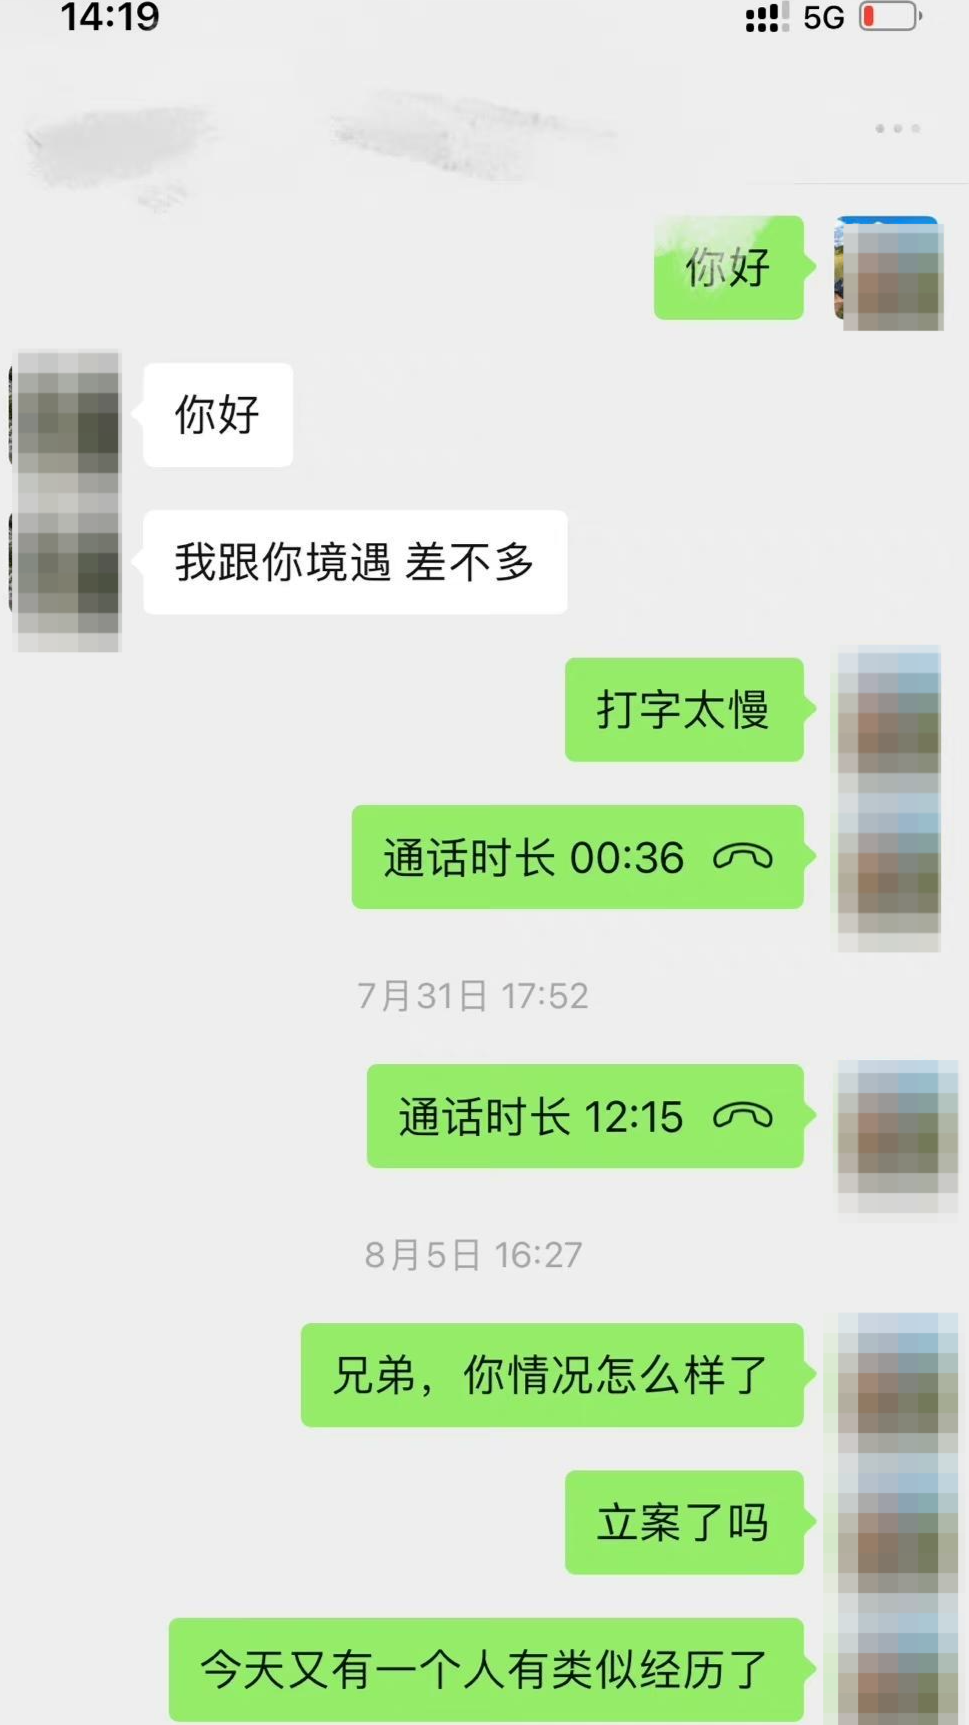 14:19
5G
你好
你好
我跟你境遇 差不多
打字太慢
通话时长 00:36
7月31日 17:52
通话时长 12:15
8月5日 16:27
兄弟，你情况怎么样了
立案了吗
今天又有一个人有类似经历了